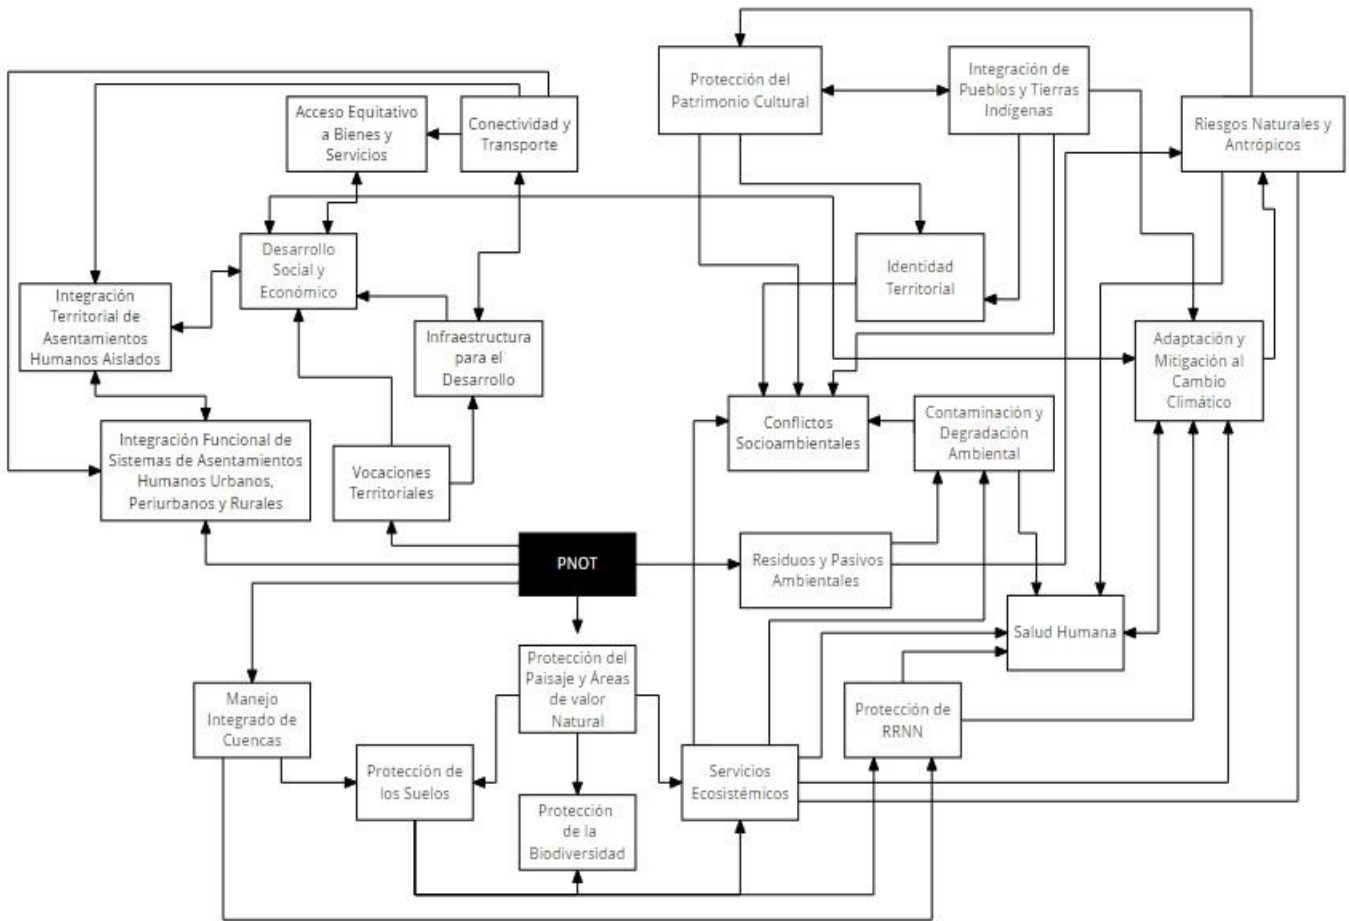 Protección del
Patrimonio Cultural
Integración de
Pueblos y Tierras
Indígenas
Riesgos Naturales y
Antrópicos
Acceso Equitativo
a Bienes y
Servicios
Conectividad y
Transporte
Desarrollo
Social y
Económico
Identidad
Territorial
Integración
Territorial de
Asentamientos
Humanos Aislados
Infraestructura
para el
Desarrollo
Adaptación y
Mitigación al
Cambio
Climático
Conflictos
Socioambientales
Contaminación y
Degradación
Ambiental
Integración Funcional de
Sistemas de Asentamientos
Humanos Urbanos,
Periurbanos y Rurales
Vocaciones
Territoriales
PNOT
Residuos y Pasivos
Ambientales
Salud Humana
Protección del
Paisaje y Áreas
de valor
Natural
Manejo
Integrado de
Cuencas
Protección de
RRNN
Protección de
los Suelos
Servicios
Ecosistémicos
Protección
de la
Biodiversidad